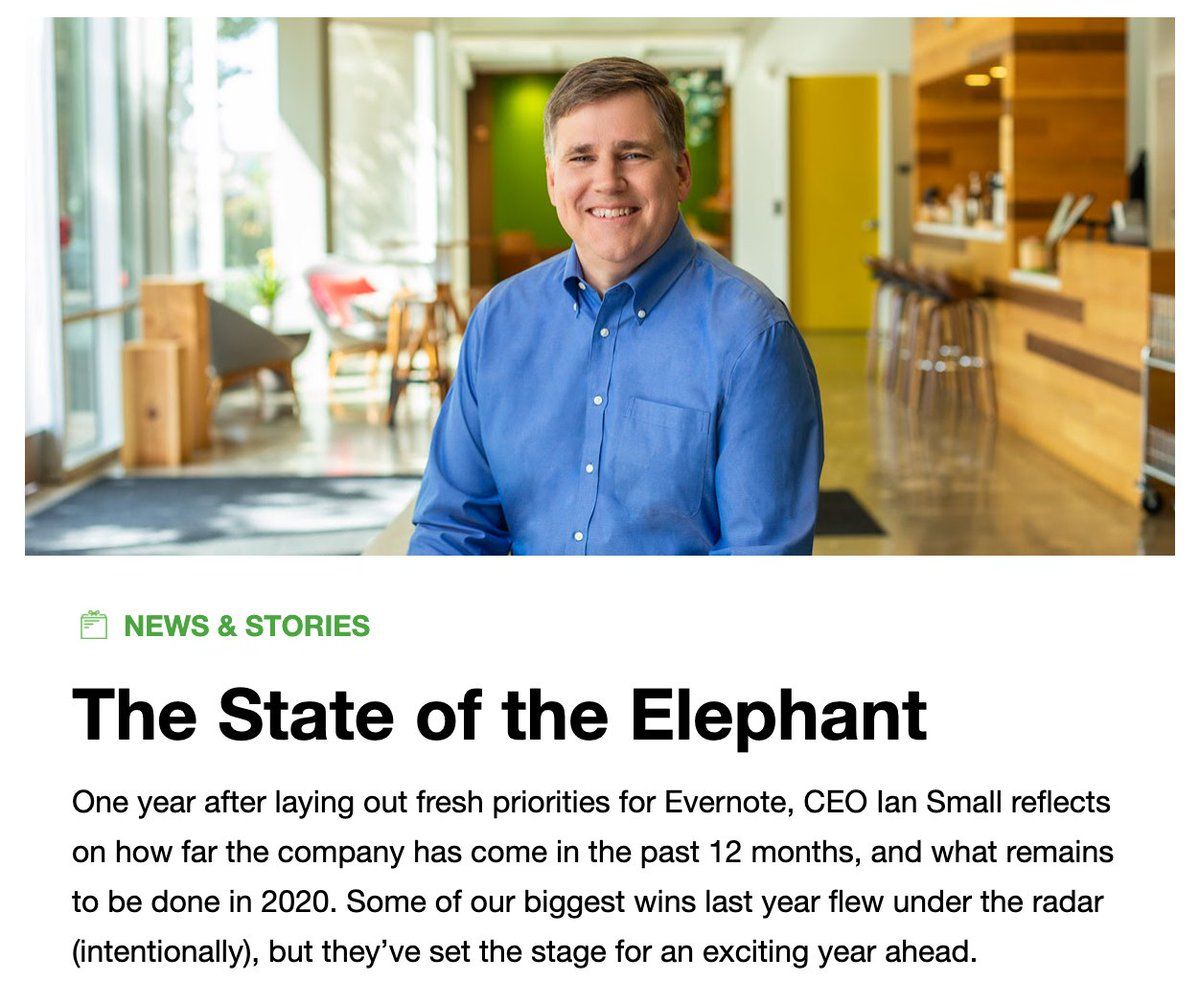 NEWS & STORIES
The State of the Elephant
One year after laying out fresh priorities for Evernote, CEO Ian Small reflects
on how far the company has come in the past 12 months, and what remains
to be done in 2020. Some of our biggest wins last year flew under the radar
(intentionally), but they’ve set the stage for an exciting year ahead.